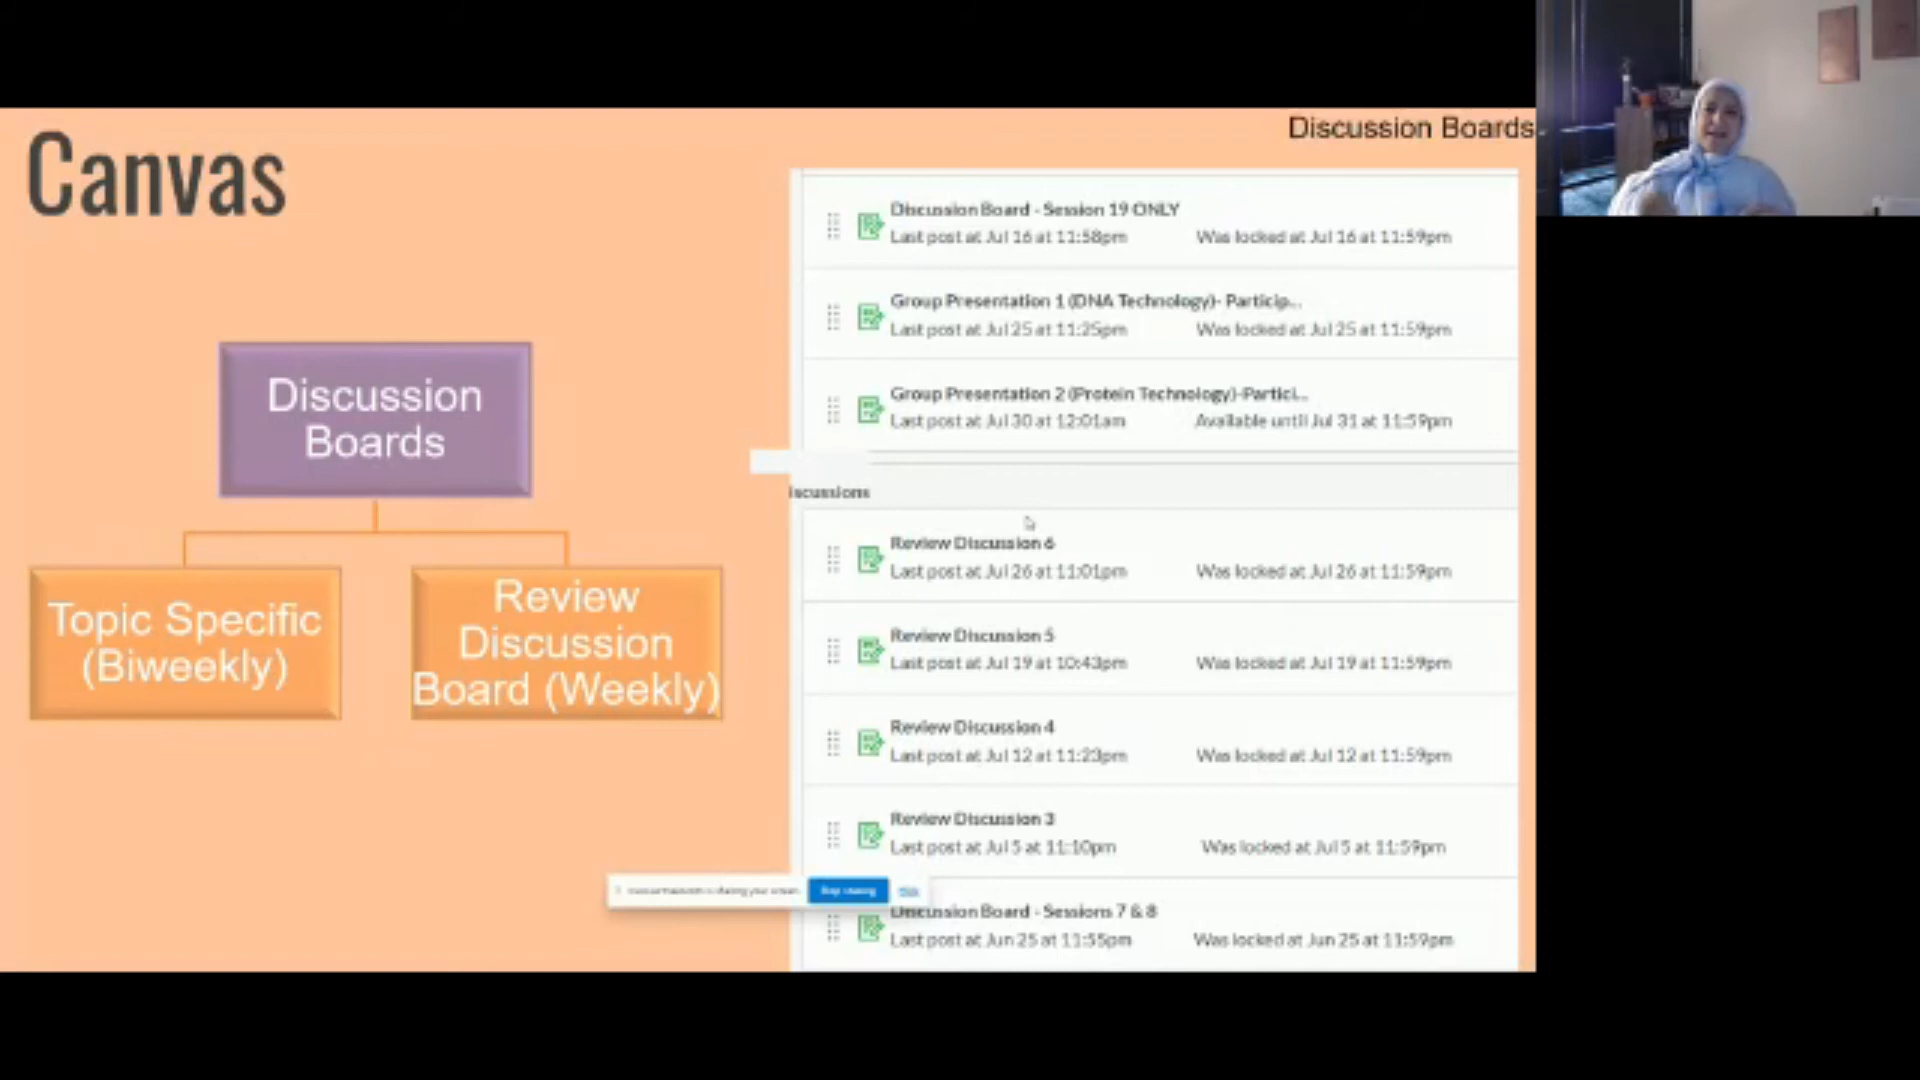 Canvas
Discussion Boards
Discussion
Boards
Topic Specific
(Biweekly)
Review
Discussion
Board (Weekly)
Discussion Board - Session 19 ONLY
Last post at Jul 16 at 11:58pm Was locked at Jul 16 at 11:59pm
Group Presentation 1 (DNA Technology)- Particip...
Last post at Jul 25 at 11:25pm Was locked at Jul 25 at 11:59pm
Group Presentation 2 (Protein Technology)-Partici...
Last post at Jul 30 at 12:01am Available until Jul 31 at 11:59pm
iscussions
Review Discussion 6
Last post at Jul 26 at 11:01pm Was locked at Jul 26 at 11:59pm
Review Discussion 5
Last post at Jul 19 at 10:43pm Was locked at Jul 19 at 11:59pm
Review Discussion 4
Last post at Jul 12 at 11:23pm Was locked at Jul 12 at 11:59pm
Review Discussion 3
Last post at Jul 5 at 11:10pm Was locked at Jul 5 at 11:59pm
is sharing your screen. Stop sharing Hide
Discussion Board - Sessions 7 & 8
Last post at Jun 25 at 11:55pm Was locked at Jun 25 at 11:59pm